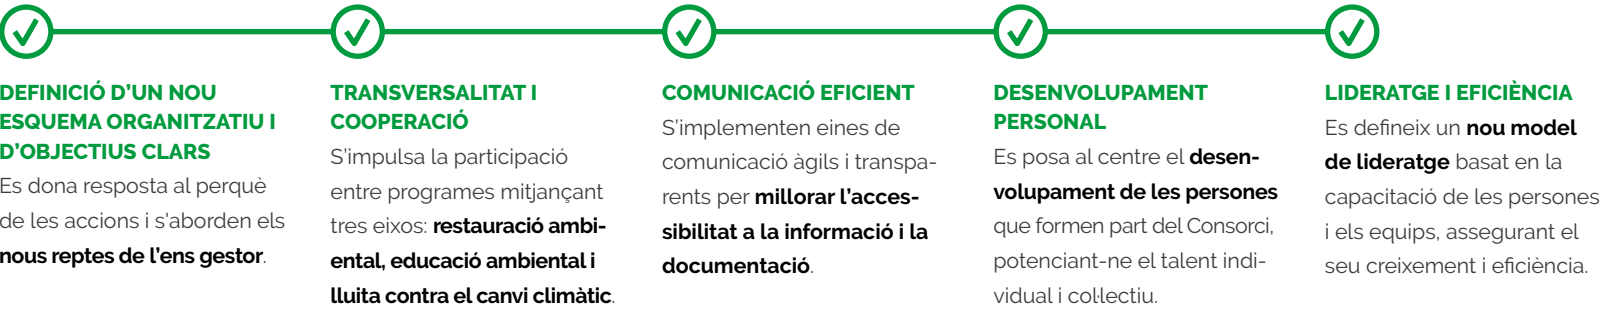 DEFINICIÓ D’UN NOU
ESQUEMA ORGANITZATIU I
D’OBJECTIUS CLARS
Es dona resposta al perquè
de les accions i s'aborden els
nous reptes de l’ens gestor.
TRANSVERSALITAT I
COOPERACIÓ
S’impulsa la participació
entre programes mitjançant
tres eixos: restauració ambi-
ental, educació ambiental i
lluita contra el canvi climàtic.
COMUNICACIÓ EFICIENT
S’implementen eines de
comunicació àgils i transpa-
rents per millorar l’acces-
sibilitat a la informació i la
documentació.
DESENVOLUPAMENT
PERSONAL
Es posa al centre el desen-
volupament de les persones
que formen part del Consorci,
potenciant-ne el talent indi-
vidual i col·lectiu.
LIDERATGE I EFICIÈNCIA
Es defineix un nou model
de lideratge basat en la
capacitació de les persones
i els equips, assegurant el
seu creixement i eficiència.